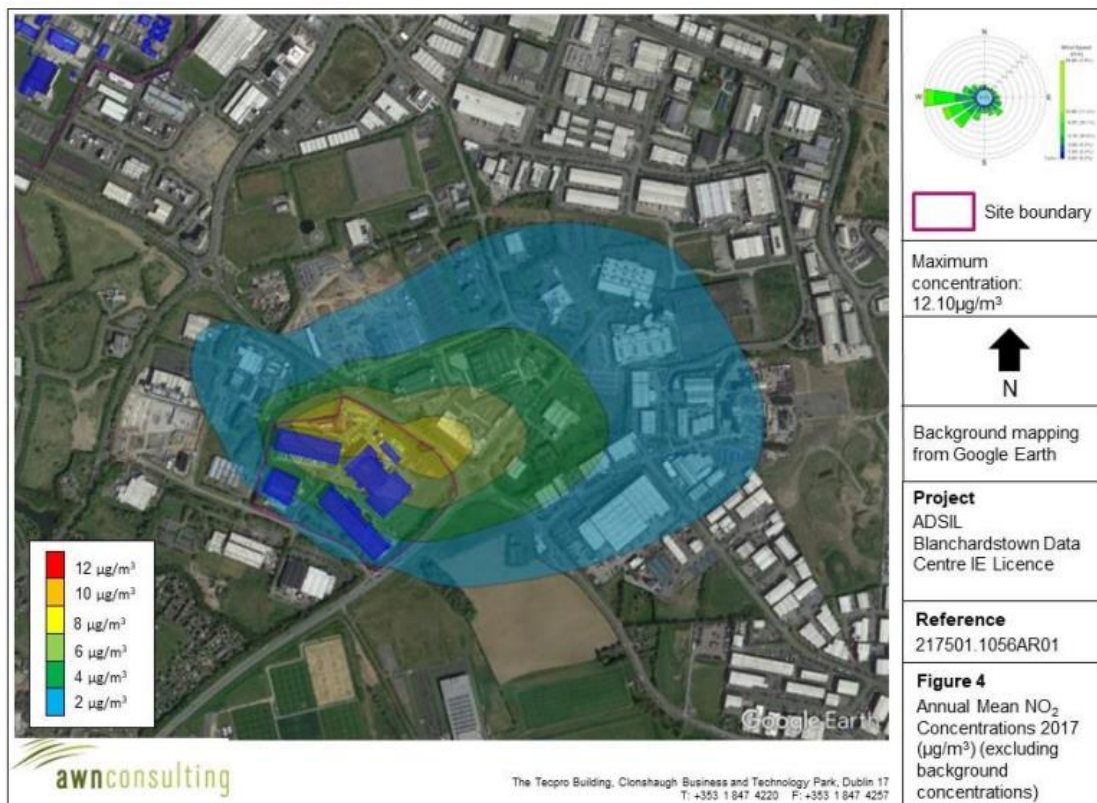 N
W
E
S
Site boundary
Maximum
concentration:
12.10µg/m³
N
Background mapping
from Google Earth
Project
ADSIL
Blanchardstown Data
Centre IE Licence
Reference
217501.1056AR01
Figure 4
Annual Mean NO₂
Concentrations 2017
(µg/m³) (excluding
background
concentrations)
12 µg/m³
10 µg/m³
8 µg/m³
6 µg/m³
4 µg/m³
2 µg/m³
Google Earth
awnconsulting
The Tecpro Building, Clonshaugh Business and Technology Park, Dublin 17
T: +353 1 847 4220 F: +353 1 847 4257